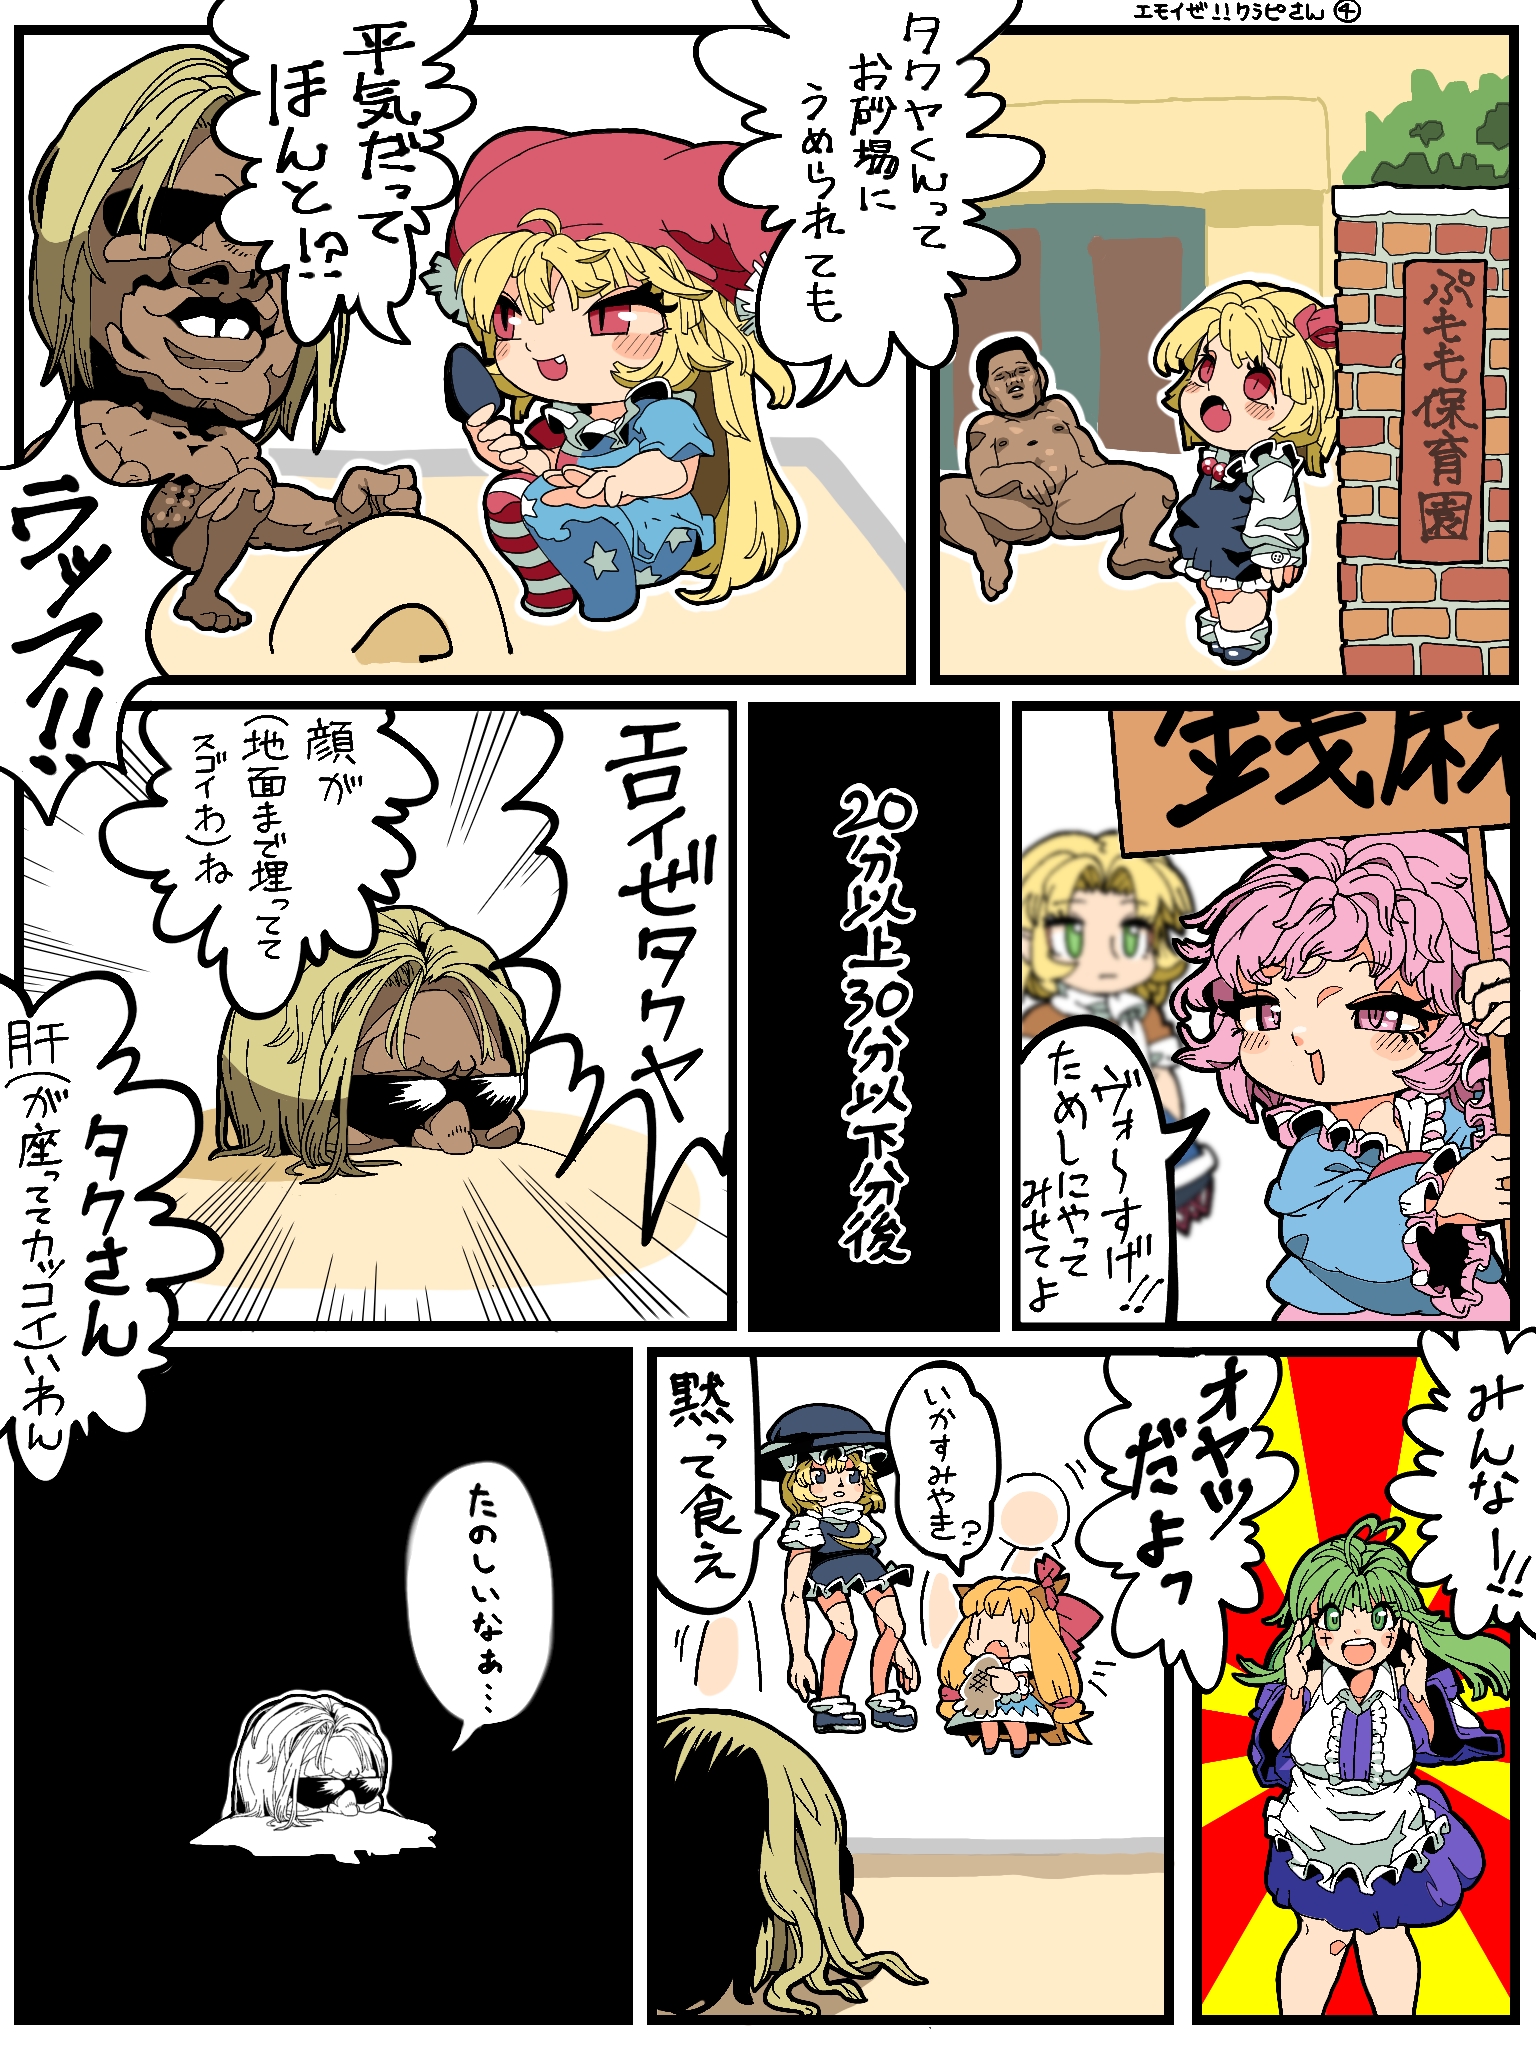 エモイゼ!!クラピさん④
ぷもも保育園
タクヤくんって
お砂場に
うめられても
平気だって
ほんと!?
ウッス!!
銭麻
ヴォ〜すげ!!
ためしにやって
みせてよ
20分以上30分以下分後
エロイゼタクヤ
顔が
(地面まで埋ってて
スゴイわ)ね
タクさん
肝(が座っててカッコイ)いわん
みんなー!!
オヤツ
だよっ
いかすみやき?
黙って食え
たのしいなぁ…